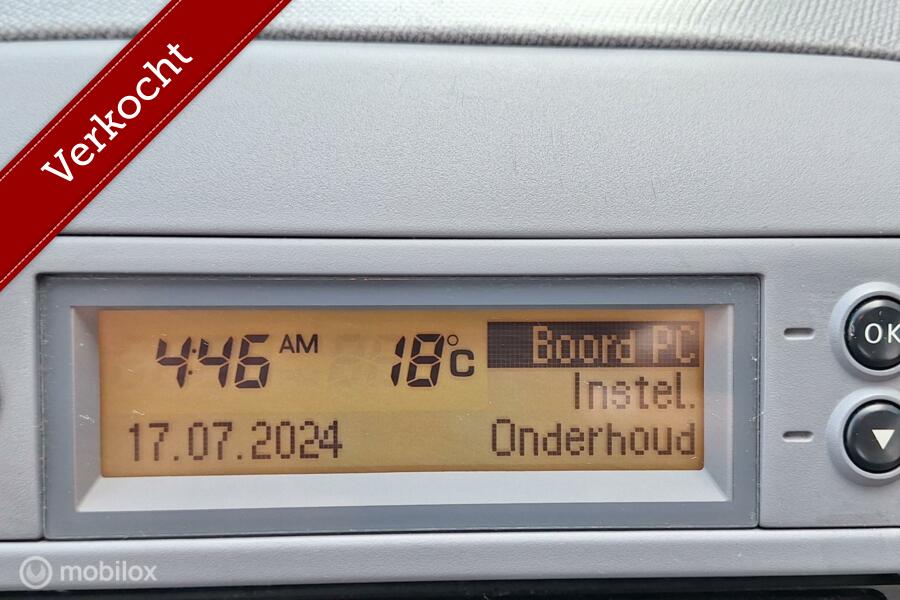 Verkocht
4:46 AM 18°C Boord PC
Instel.
17.07.2024 Onderhoud
OK
mobilox